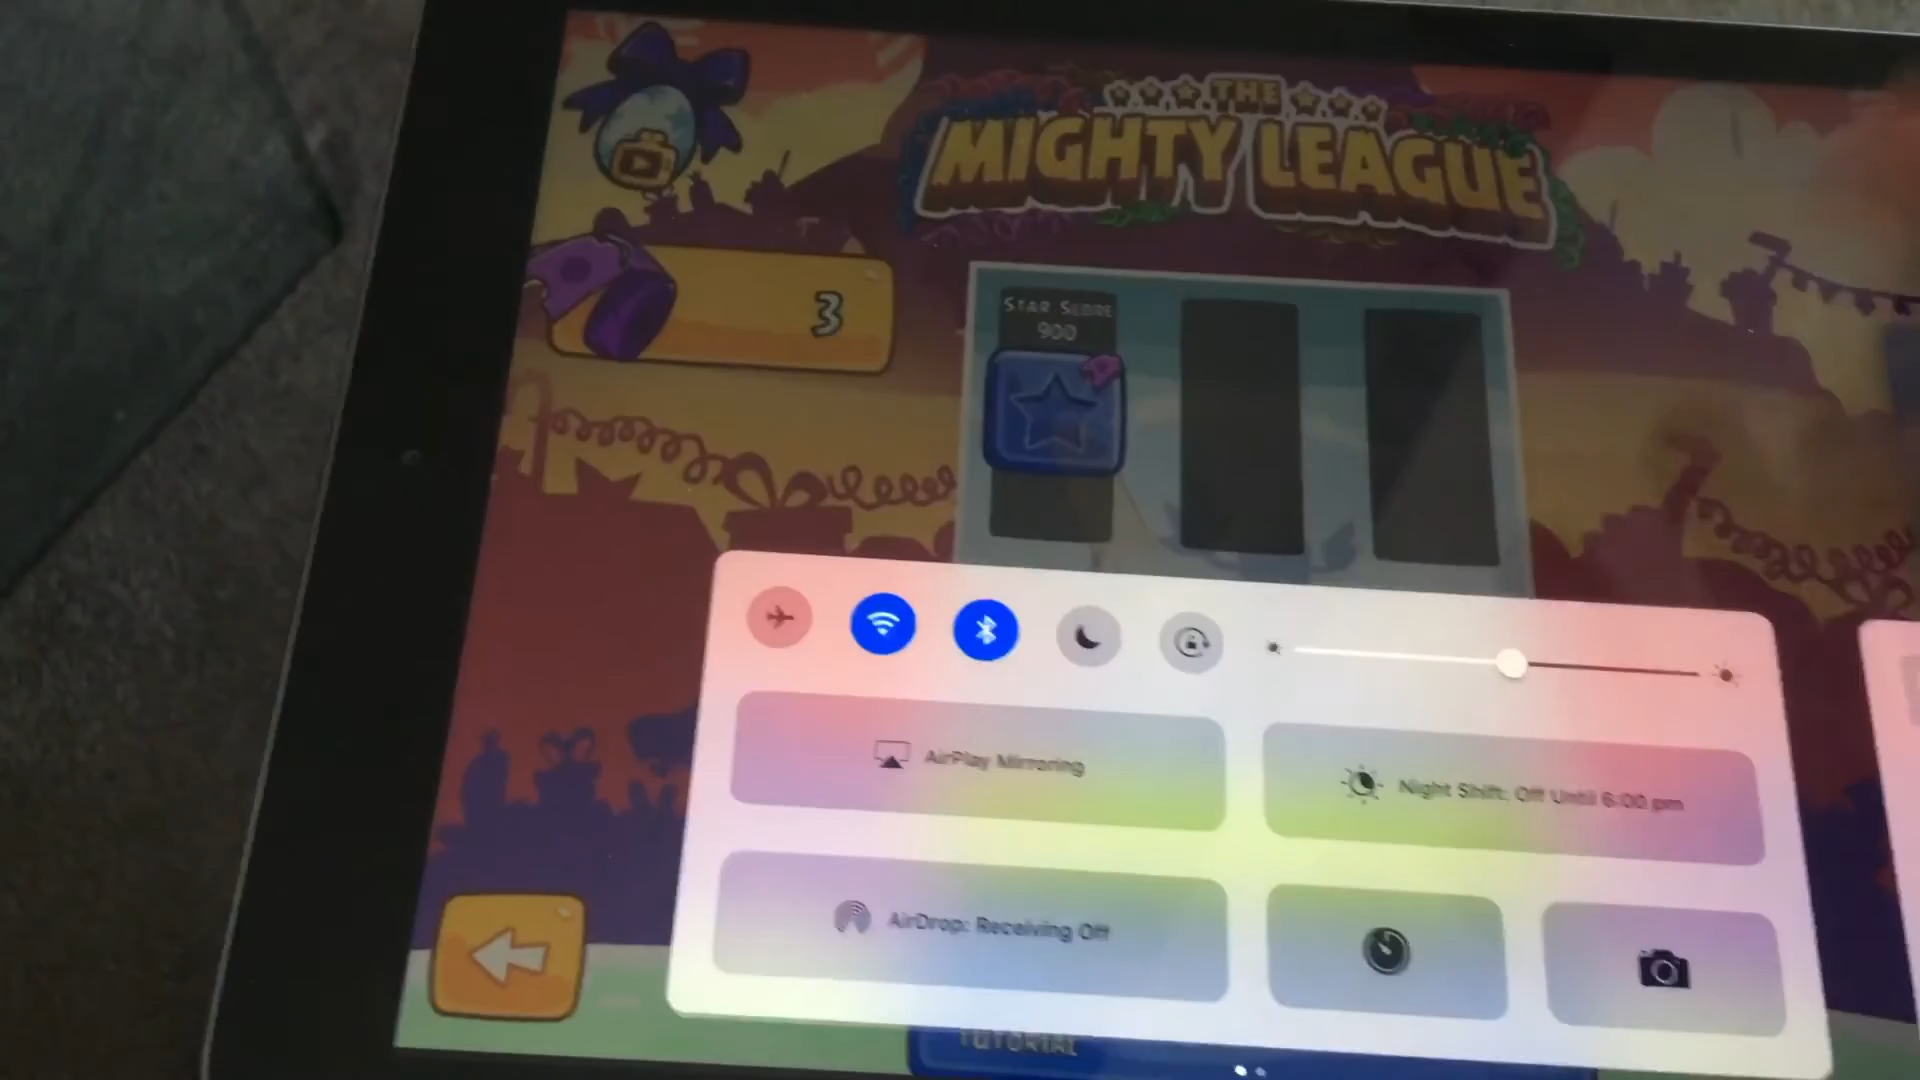 THE
MIGHTY LEAGUE
3
STAR SCORE
900
AirPlay Mirroring
Night Shift: Off Until 6:00 pm
AirDrop: Receiving Off
TUTORIAL